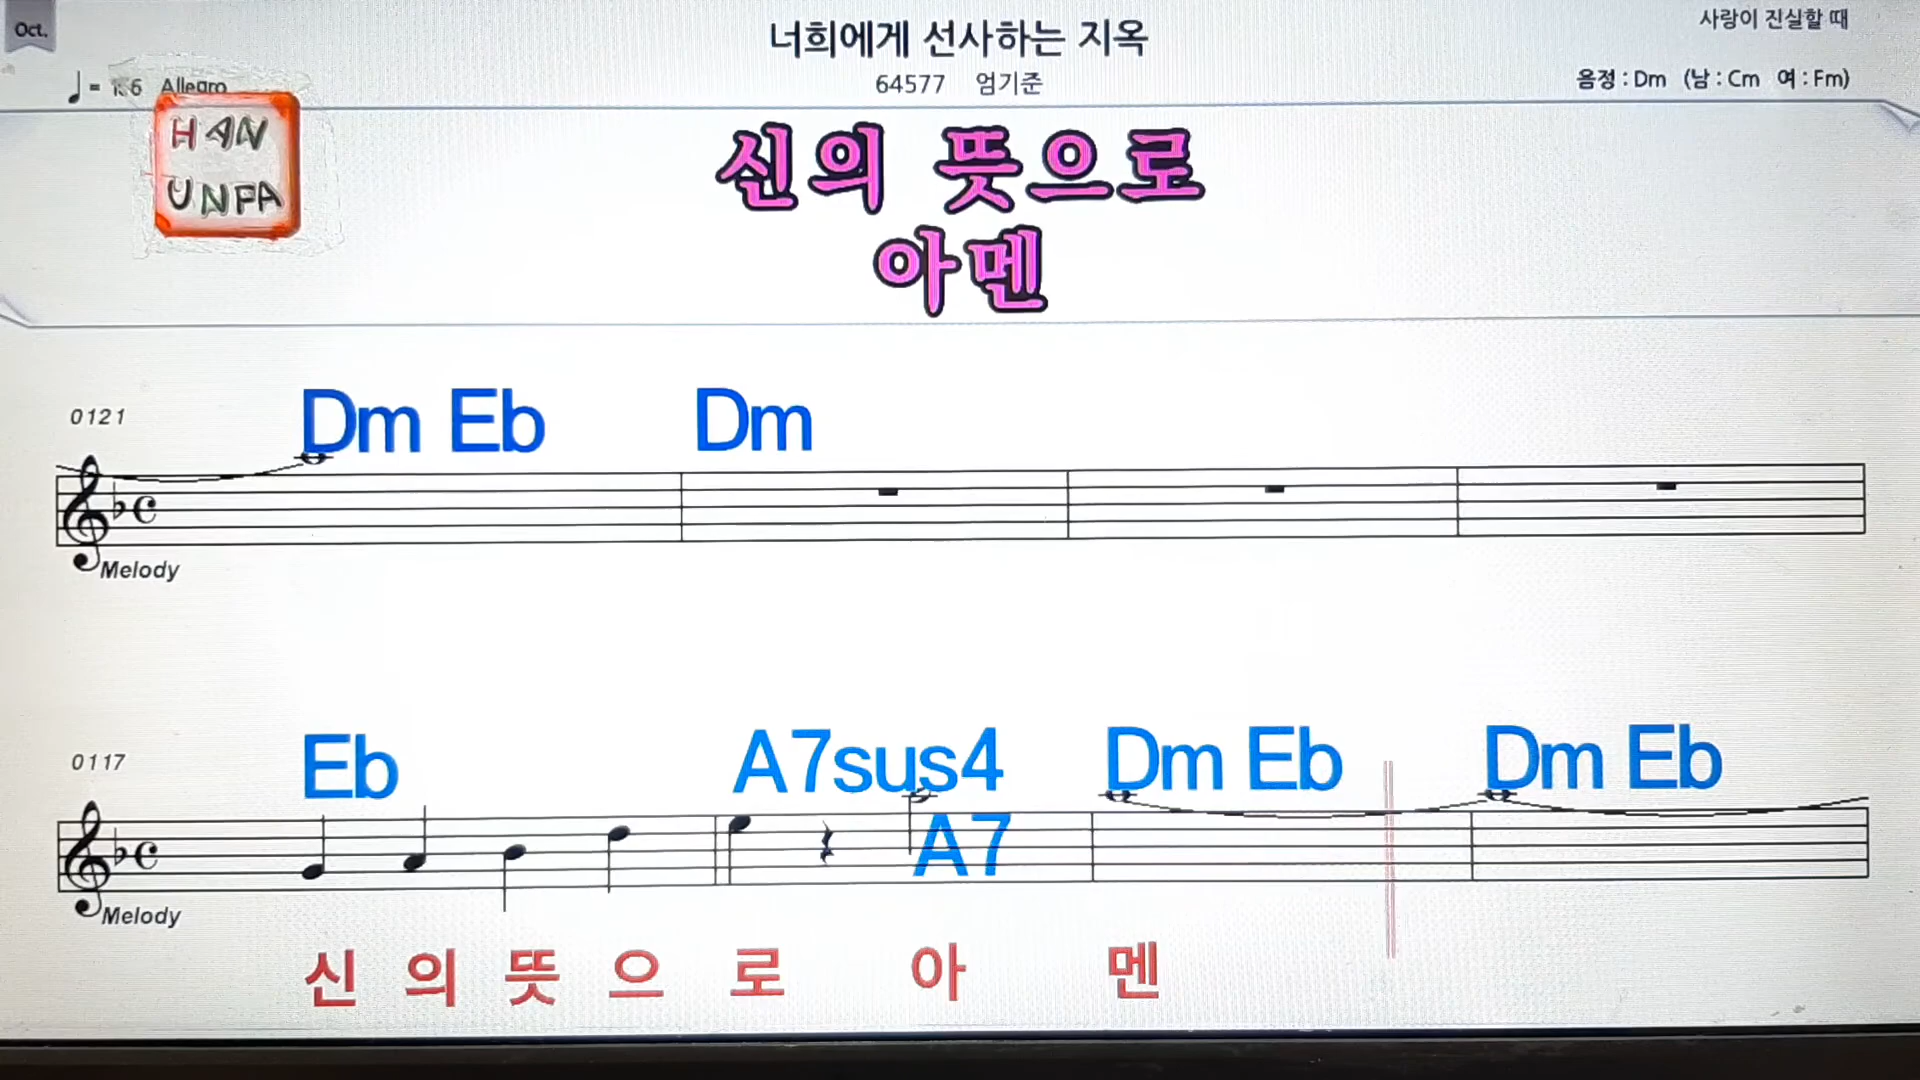 Oct.
너희에게 선사하는 지옥
사랑이 진실할 때
Allegro
64577 엄기준
음정 : Dm (남 : Cm 여 : Fm)
HAN
UNPA
신의 뜻으로
아멘
0121
Dm Eb Dm
Melody
0117
Eb A7sus4 Dm Eb Dm Eb
A7
Melody
신 의 뜻 으 로 아 멘